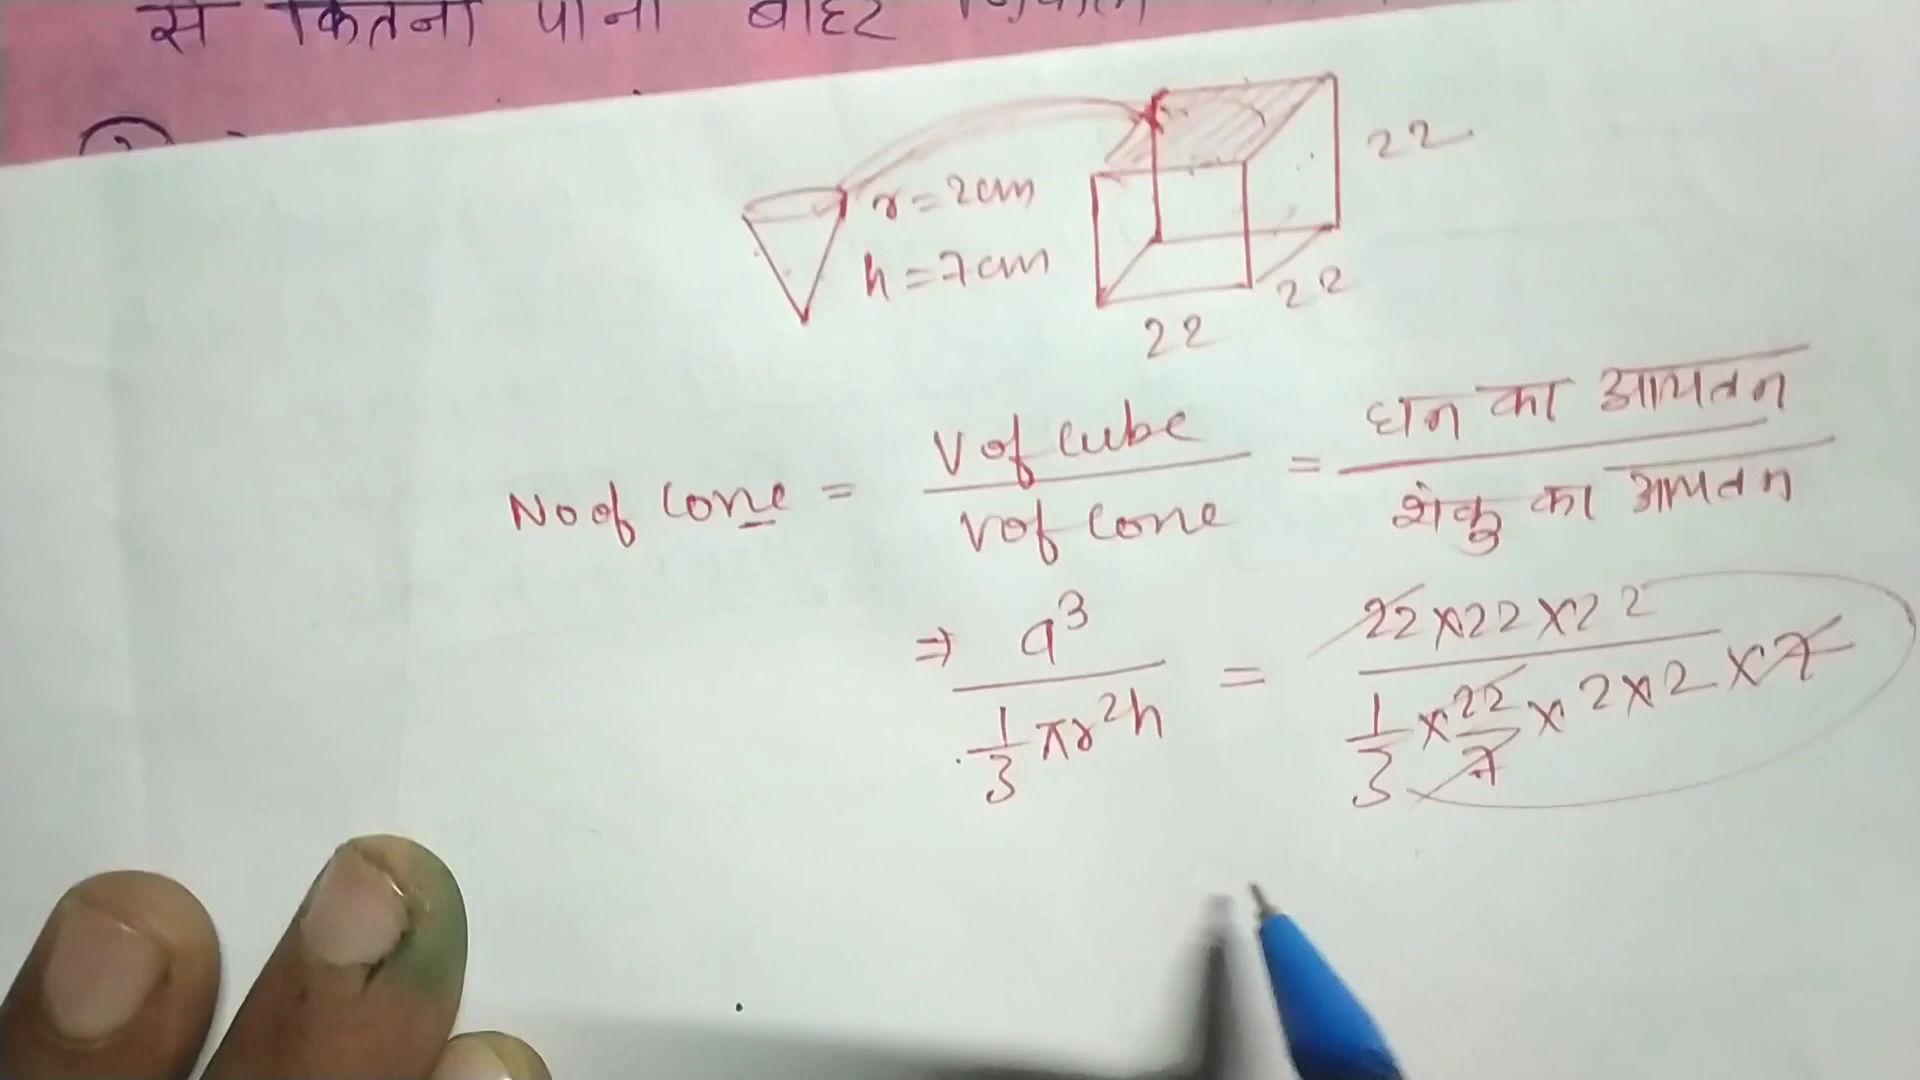 से कितना पानी बाहर
r=2cm
h=7cm
22
22
22
No of Cone = V of Cube / V of Cone = घन का आयतन / शंकु का आयतन
⇒ a³ / 1/3 πr²h = 22×22×22 / 1/3 × 22/7 × 2×2×7